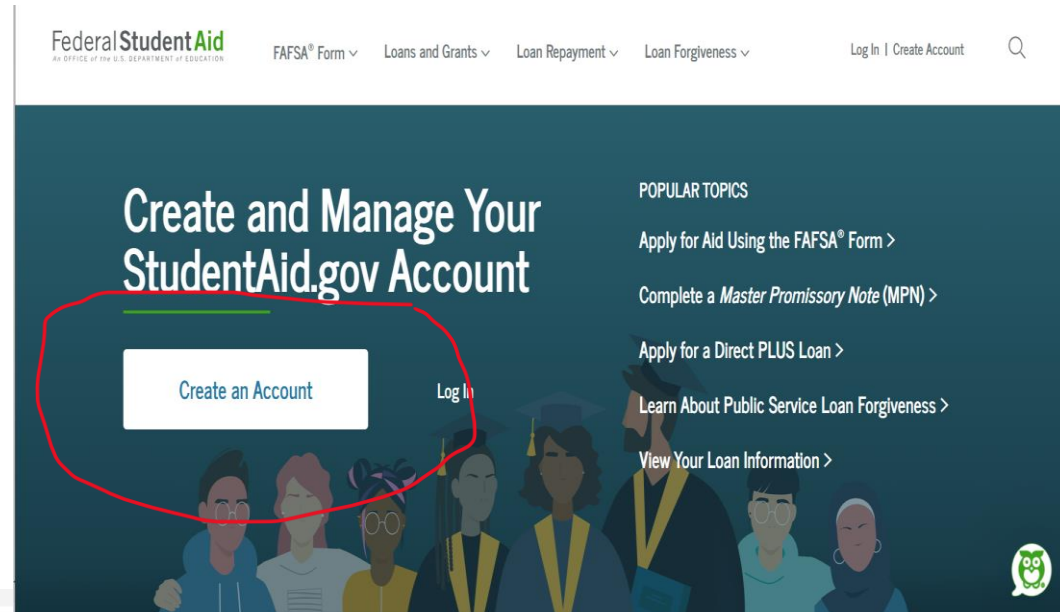 Federal Student Aid
An OFFICE of the U.S. DEPARTMENT of EDUCATION
FAFSA® Form
Loans and Grants
Loan Repayment
Loan Forgiveness
Log In | Create Account
Create and Manage Your
StudentAid.gov Account
Create an Account
Log In
POPULAR TOPICS
Apply for Aid Using the FAFSA® Form >
Complete a Master Promissory Note (MPN) >
Apply for a Direct PLUS Loan >
Learn About Public Service Loan Forgiveness >
View Your Loan Information >